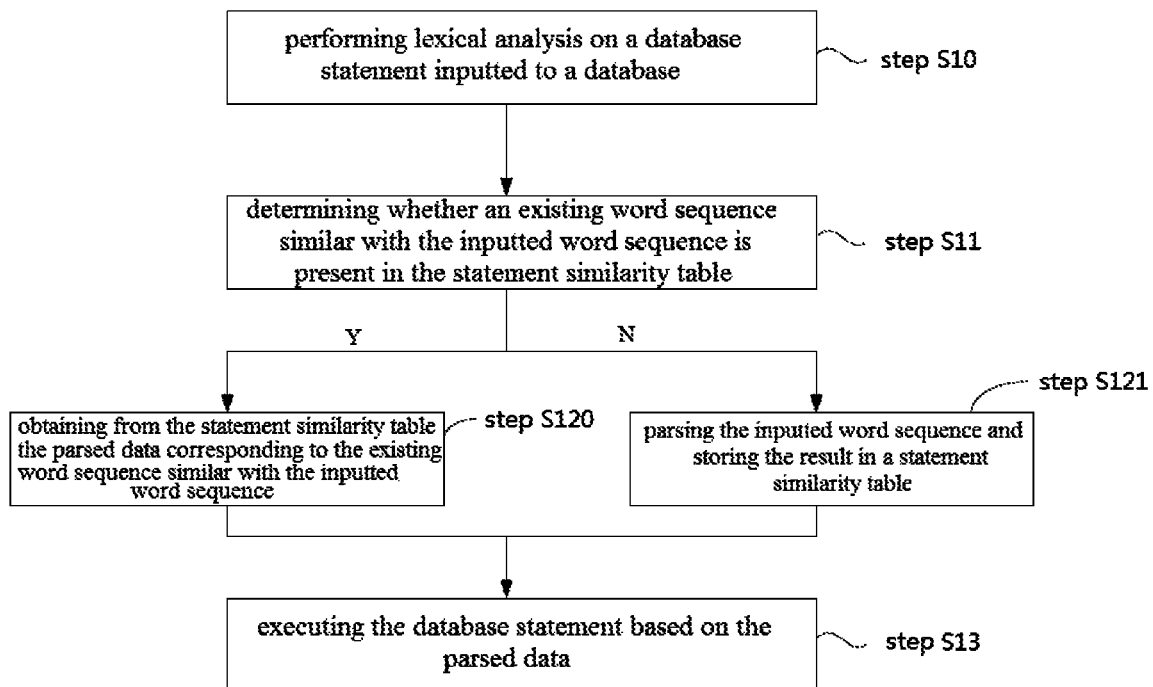 performing lexical analysis on a database
statement inputted to a database
step S10
determining whether an existing word sequence
similar with the inputted word sequence is
present in the statement similarity table
step S11
Y
N
obtaining from the statement similarity table
the parsed data corresponding to the existing
word sequence similar with the inputted
word sequence
step S120
parsing the inputted word sequence and
storing the result in a statement
similarity table
step S121
executing the database statement based on the
parsed data
step S13